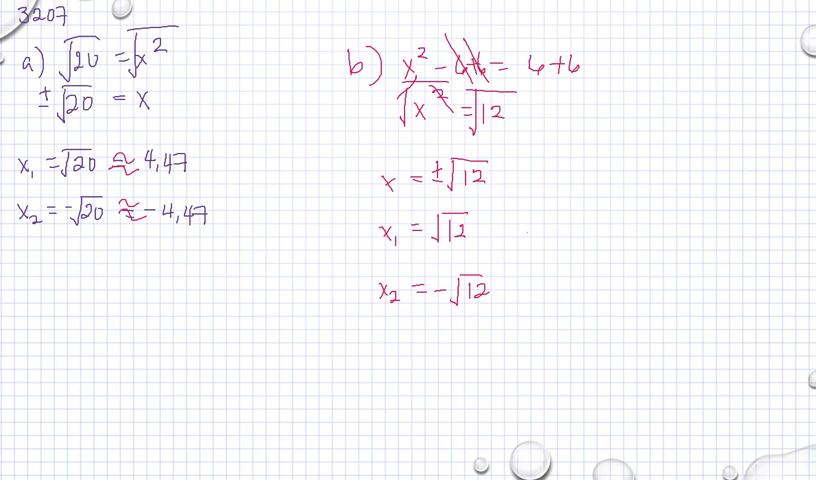 3207
a) √20 = √x²
± √20 = x
x₁ = √20 ≈ 4,47
x₂ = -√20 ≈ -4,47
b) x² - 6 + 6 = 6 + 6
√x² = √12
x = ± √12
x₁ = √12
x₂ = - √12